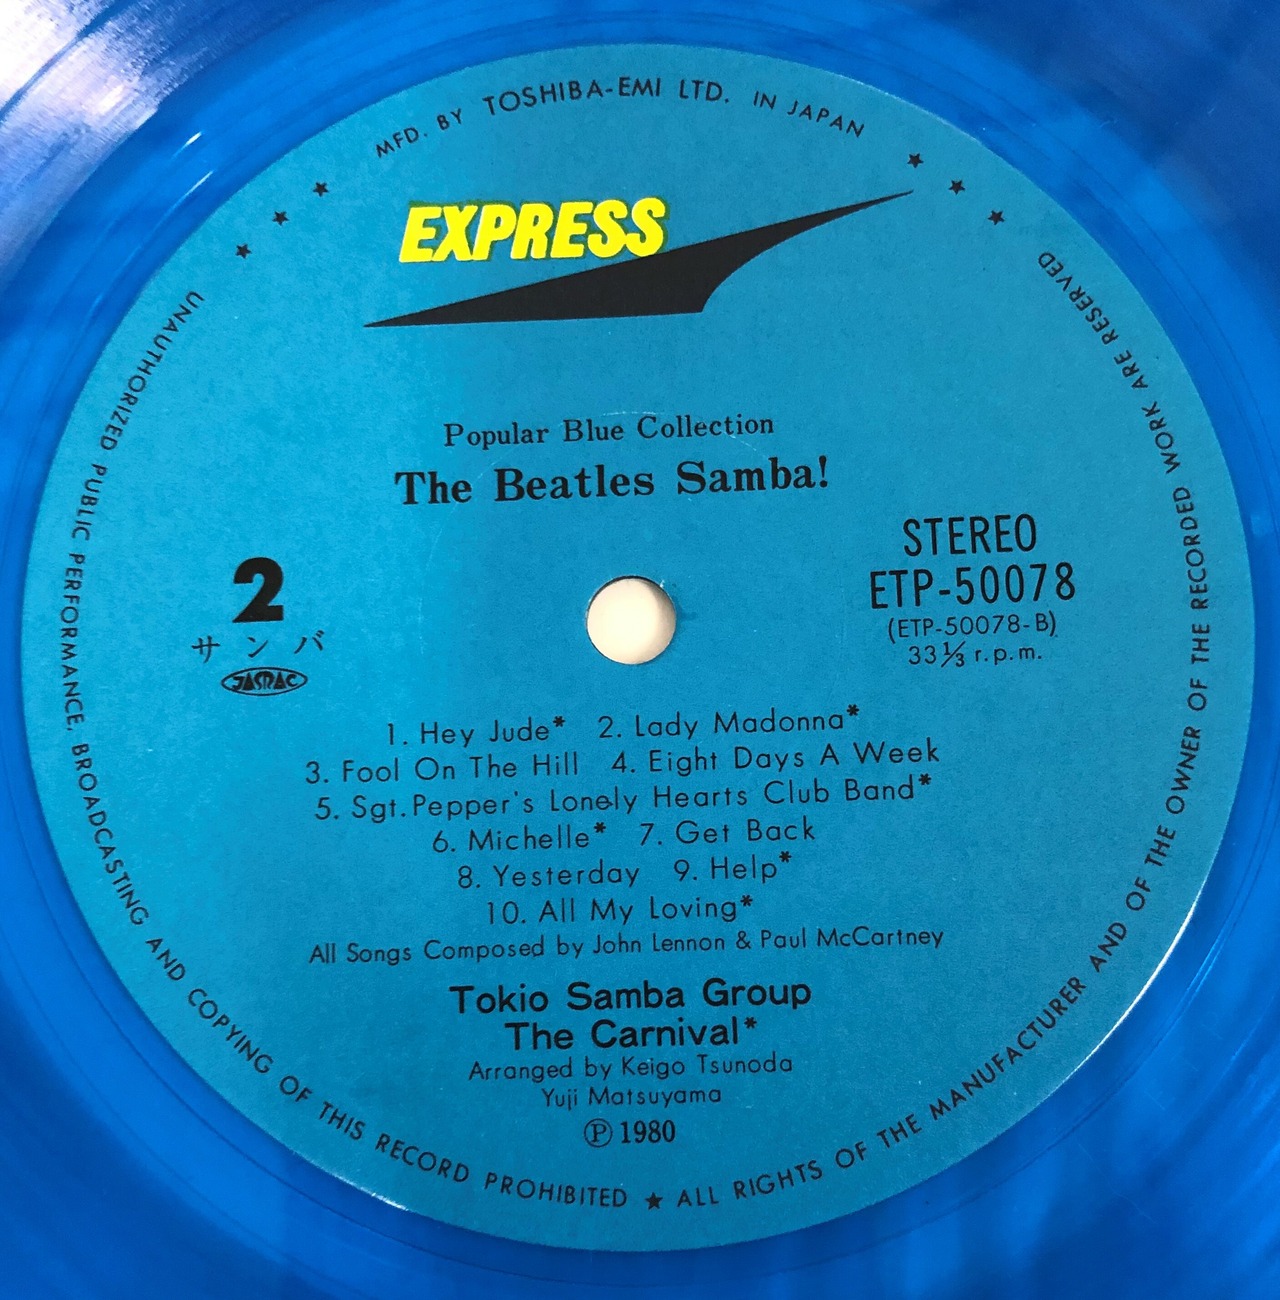 MFD. BY TOSHIBA-EMI LTD. IN JAPAN
EXPRESS
Popular Blue Collection
The Beatles Samba!
2
サンバ
JASRAC
STEREO
ETP-50078
(ETP-50078-B)
33 1/3 r.p.m.
1. Hey Jude* 2. Lady Madonna*
3. Fool On The Hill 4. Eight Days A Week
5. Sgt. Pepper's Lonely Hearts Club Band*
6. Michelle* 7. Get Back
8. Yesterday 9. Help*
10. All My Loving*
All Songs Composed by John Lennon & Paul McCartney
Tokio Samba Group
The Carnival*
Arranged by Keigo Tsunoda
Yuji Matsuyama
Ⓟ 1980
UNAUTHORIZED PUBLIC PERFORMANCE, BROADCASTING AND COPYING OF THIS RECORD PROHIBITED ★ ALL RIGHTS OF THE MANUFACTURER AND OF THE OWNER OF THE RECORDED WORK ARE RESERVED